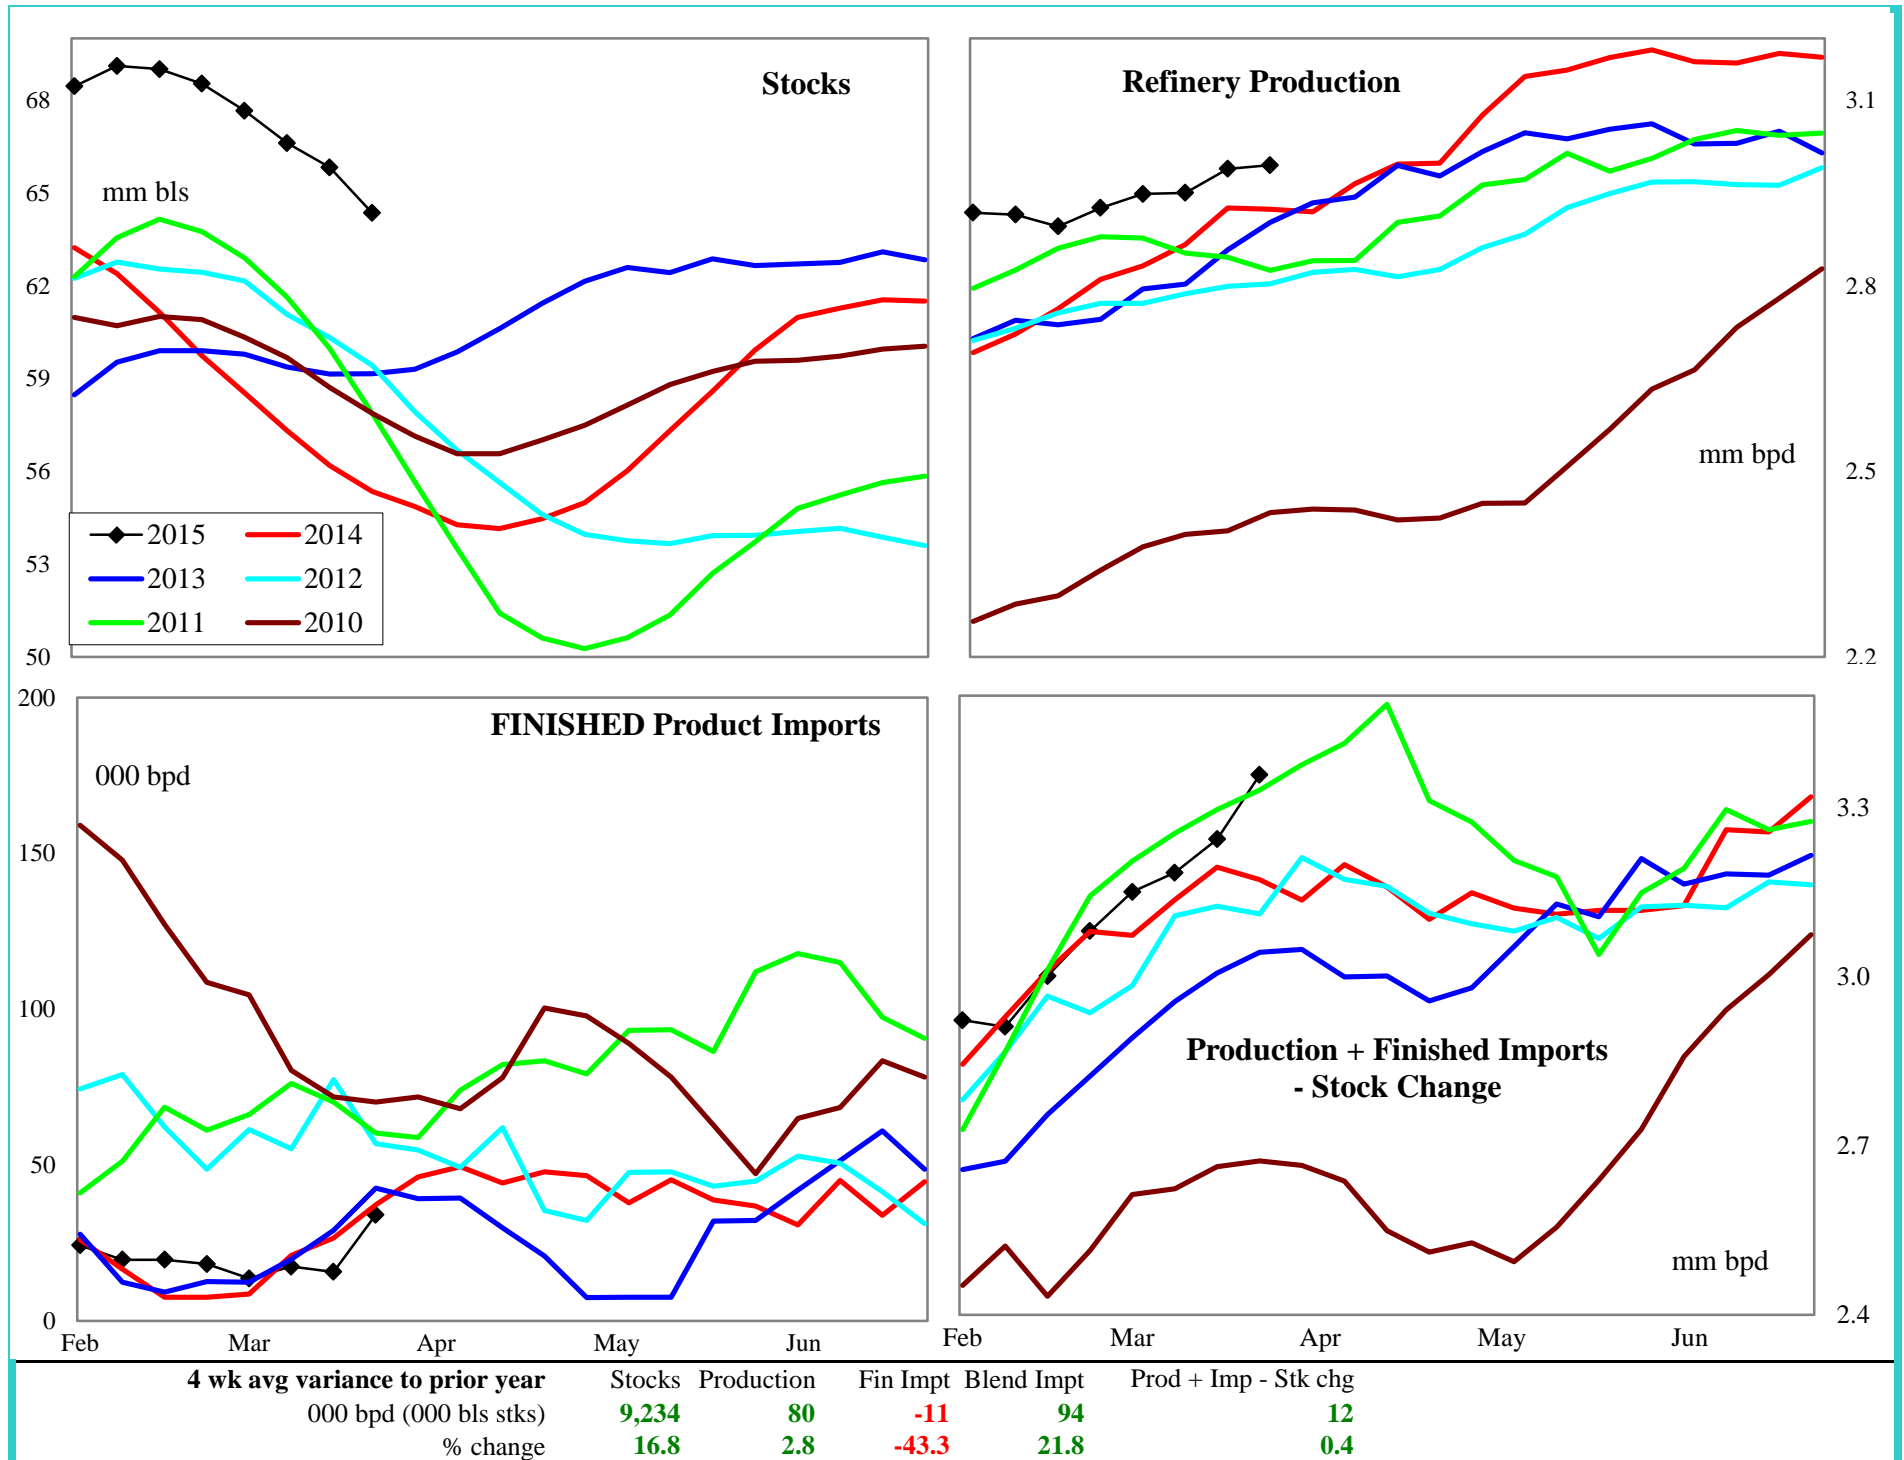 Stocks
mm bls
68
65
62
59
56
53
50
2015 2014
2013 2012
2011 2010
Refinery Production
mm bpd
3.1
2.8
2.5
2.2
FINISHED Product Imports
000 bpd
200
150
100
50
0
Feb Mar Apr May Jun
Production + Finished Imports
- Stock Change
mm bpd
3.3
3.0
2.7
2.4
Feb Mar Apr May Jun
4 wk avg variance to prior year Stocks Production Fin Impt Blend Impt Prod + Imp - Stk chg
000 bpd (000 bls stks) 9,234 80 -11 94 12
% change 16.8 2.8 -43.3 21.8 0.4